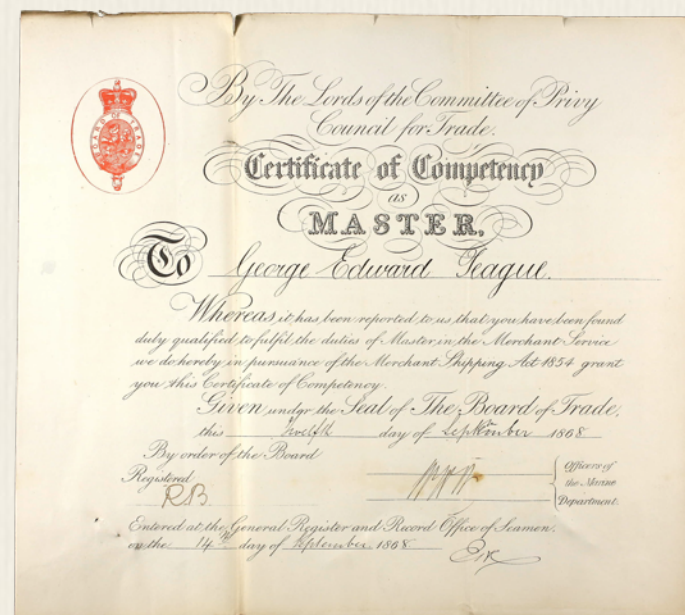 BOARD OF TRADE
By The Lords of the Committee of Privy
Council for Trade.
Certificate of Competency
as
MASTER,
To George Edward Teague.
Whereas it has been reported to us that you have been found
duly qualified to fulfil the duties of Master in the Merchant Service
we do hereby in pursuance of the Merchant Shipping Act 1854 grant
you this Certificate of Competency.
Given under the Seal of The Board of Trade,
this twelfth day of September 1868
By order of the Board
Officers of
the Marine
Department.
Registered
R.B.
Entered at the General Register and Record Office of Seamen.
on the 14th day of September 1868